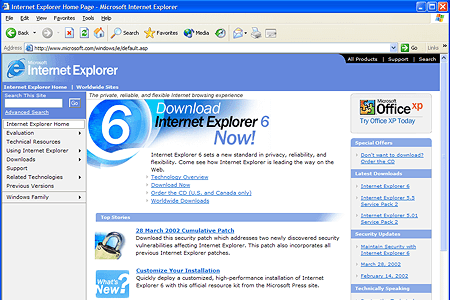 Internet Explorer Home Page - Microsoft Internet Explorer
File Edit View Favorites Tools Help
Back Search Favorites Media
Address http://www.microsoft.com/windows/ie/default.asp Go Links
All Products | Support | Search
Microsoft
Internet Explorer
Internet Explorer Home | Worldwide Sites
Search This Site
Go
Advanced Search
Internet Explorer Home
Evaluation
Technical Resources
Using Internet Explorer
Downloads
Support
Related Technologies
Previous Versions
Windows Family
The private, reliable, and flexible Internet browsing experience
6
Download
Internet Explorer 6
Now!
Internet Explorer 6 sets a new standard in privacy, reliability, and
flexibility. Come see how Internet Explorer is leading the way on the
Web.
Technology Overview
Download Now
Order the CD (U.S. and Canada only)
Worldwide Downloads
Top Stories
28 March 2002 Cumulative Patch
Download this security patch which addresses two newly discovered security
vulnerabilities affecting Internet Explorer. This patch also incorporates all
previous Internet Explorer patches.
What's
New?
Customize Your Installation
Quickly deploy a customized, high-performance installation of Internet
Explorer 6 with this official resource kit from the Microsoft Press site.
Microsoft
Office xp
Try Office XP Today
Special Offers
Don't want to download?
Order the CD
Latest Downloads
Internet Explorer 6
Internet Explorer 5.5
Service Pack 2
Internet Explorer 5.01
Service Pack 2
Security Updates
Maintain Security with
Internet Explorer 6
March 28, 2002
February 14, 2002
Technically Speaking